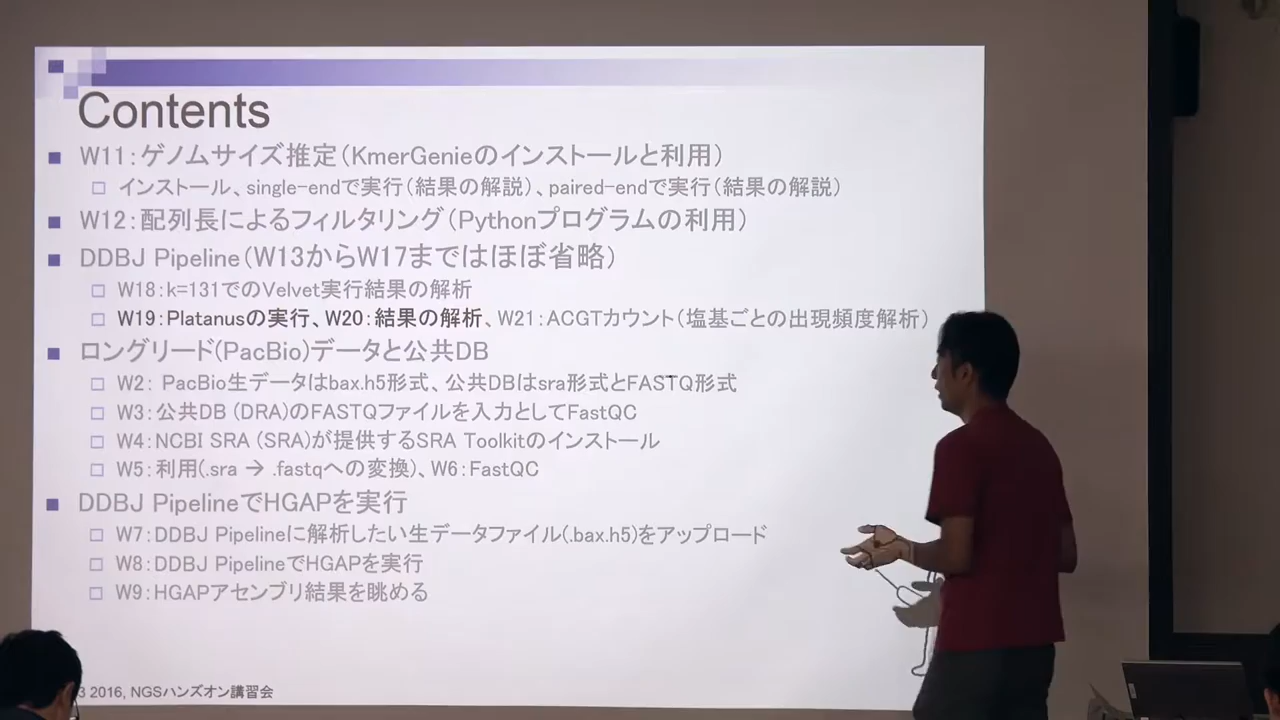 Contents
W11：ゲノムサイズ推定（KmerGenieのインストールと利用）
インストール、single-endで実行（結果の解説）、paired-endで実行（結果の解説）
W12：配列長によるフィルタリング（Pythonプログラムの利用）
DDBJ Pipeline（W13からW17まではほぼ省略）
W18：k=131でのVelvet実行結果の解析
W19：Platanusの実行、W20：結果の解析、W21：ACGTカウント（塩基ごとの出現頻度解析）
ロングリード(PacBio)データと公共DB
W2： PacBio生データはbax.h5形式、公共DBはsra形式とFASTQ形式
W3：公共DB (DRA)のFASTQファイルを入力としてFastQC
W4：NCBI SRA (SRA)が提供するSRA Toolkitのインストール
W5：利用(.sra → .fastqへの変換)、W6：FastQC
DDBJ PipelineでHGAPを実行
W7：DDBJ Pipelineに解析したい生データファイル(.bax.h5)をアップロード
W8：DDBJ PipelineでHGAPを実行
W9：HGAPアセンブリ結果を眺める
3 2016, NGSハンズオン講習会